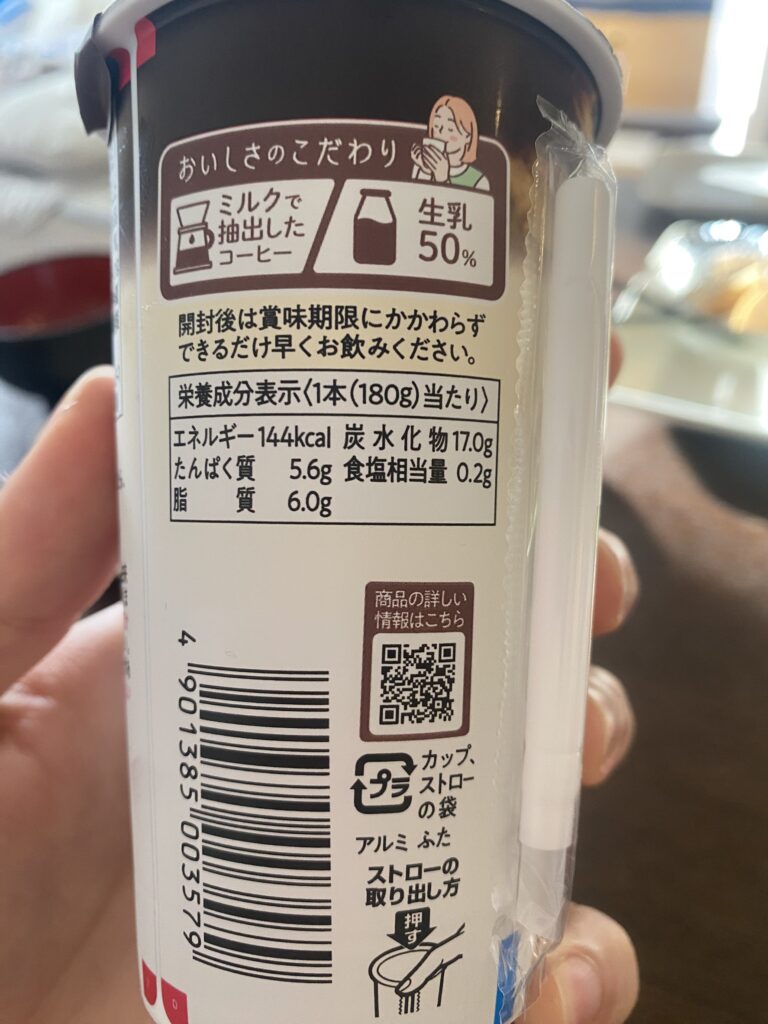 おいしさのこだわり
ミルクで
抽出した
コーヒー
生乳
50%
開封後は賞味期限にかかわらず
できるだけ早くお飲みください。
栄養成分表示〈1本(180g)当たり〉
エネルギー144kcal 炭水化物17.0g
たんぱく質 5.6g 食塩相当量 0.2g
脂質 6.0g
商品の詳しい
情報はこちら
4 901385 003579
プラ
カップ、
ストロー
の袋
アルミ ふた
ストローの
取り出し方
押す